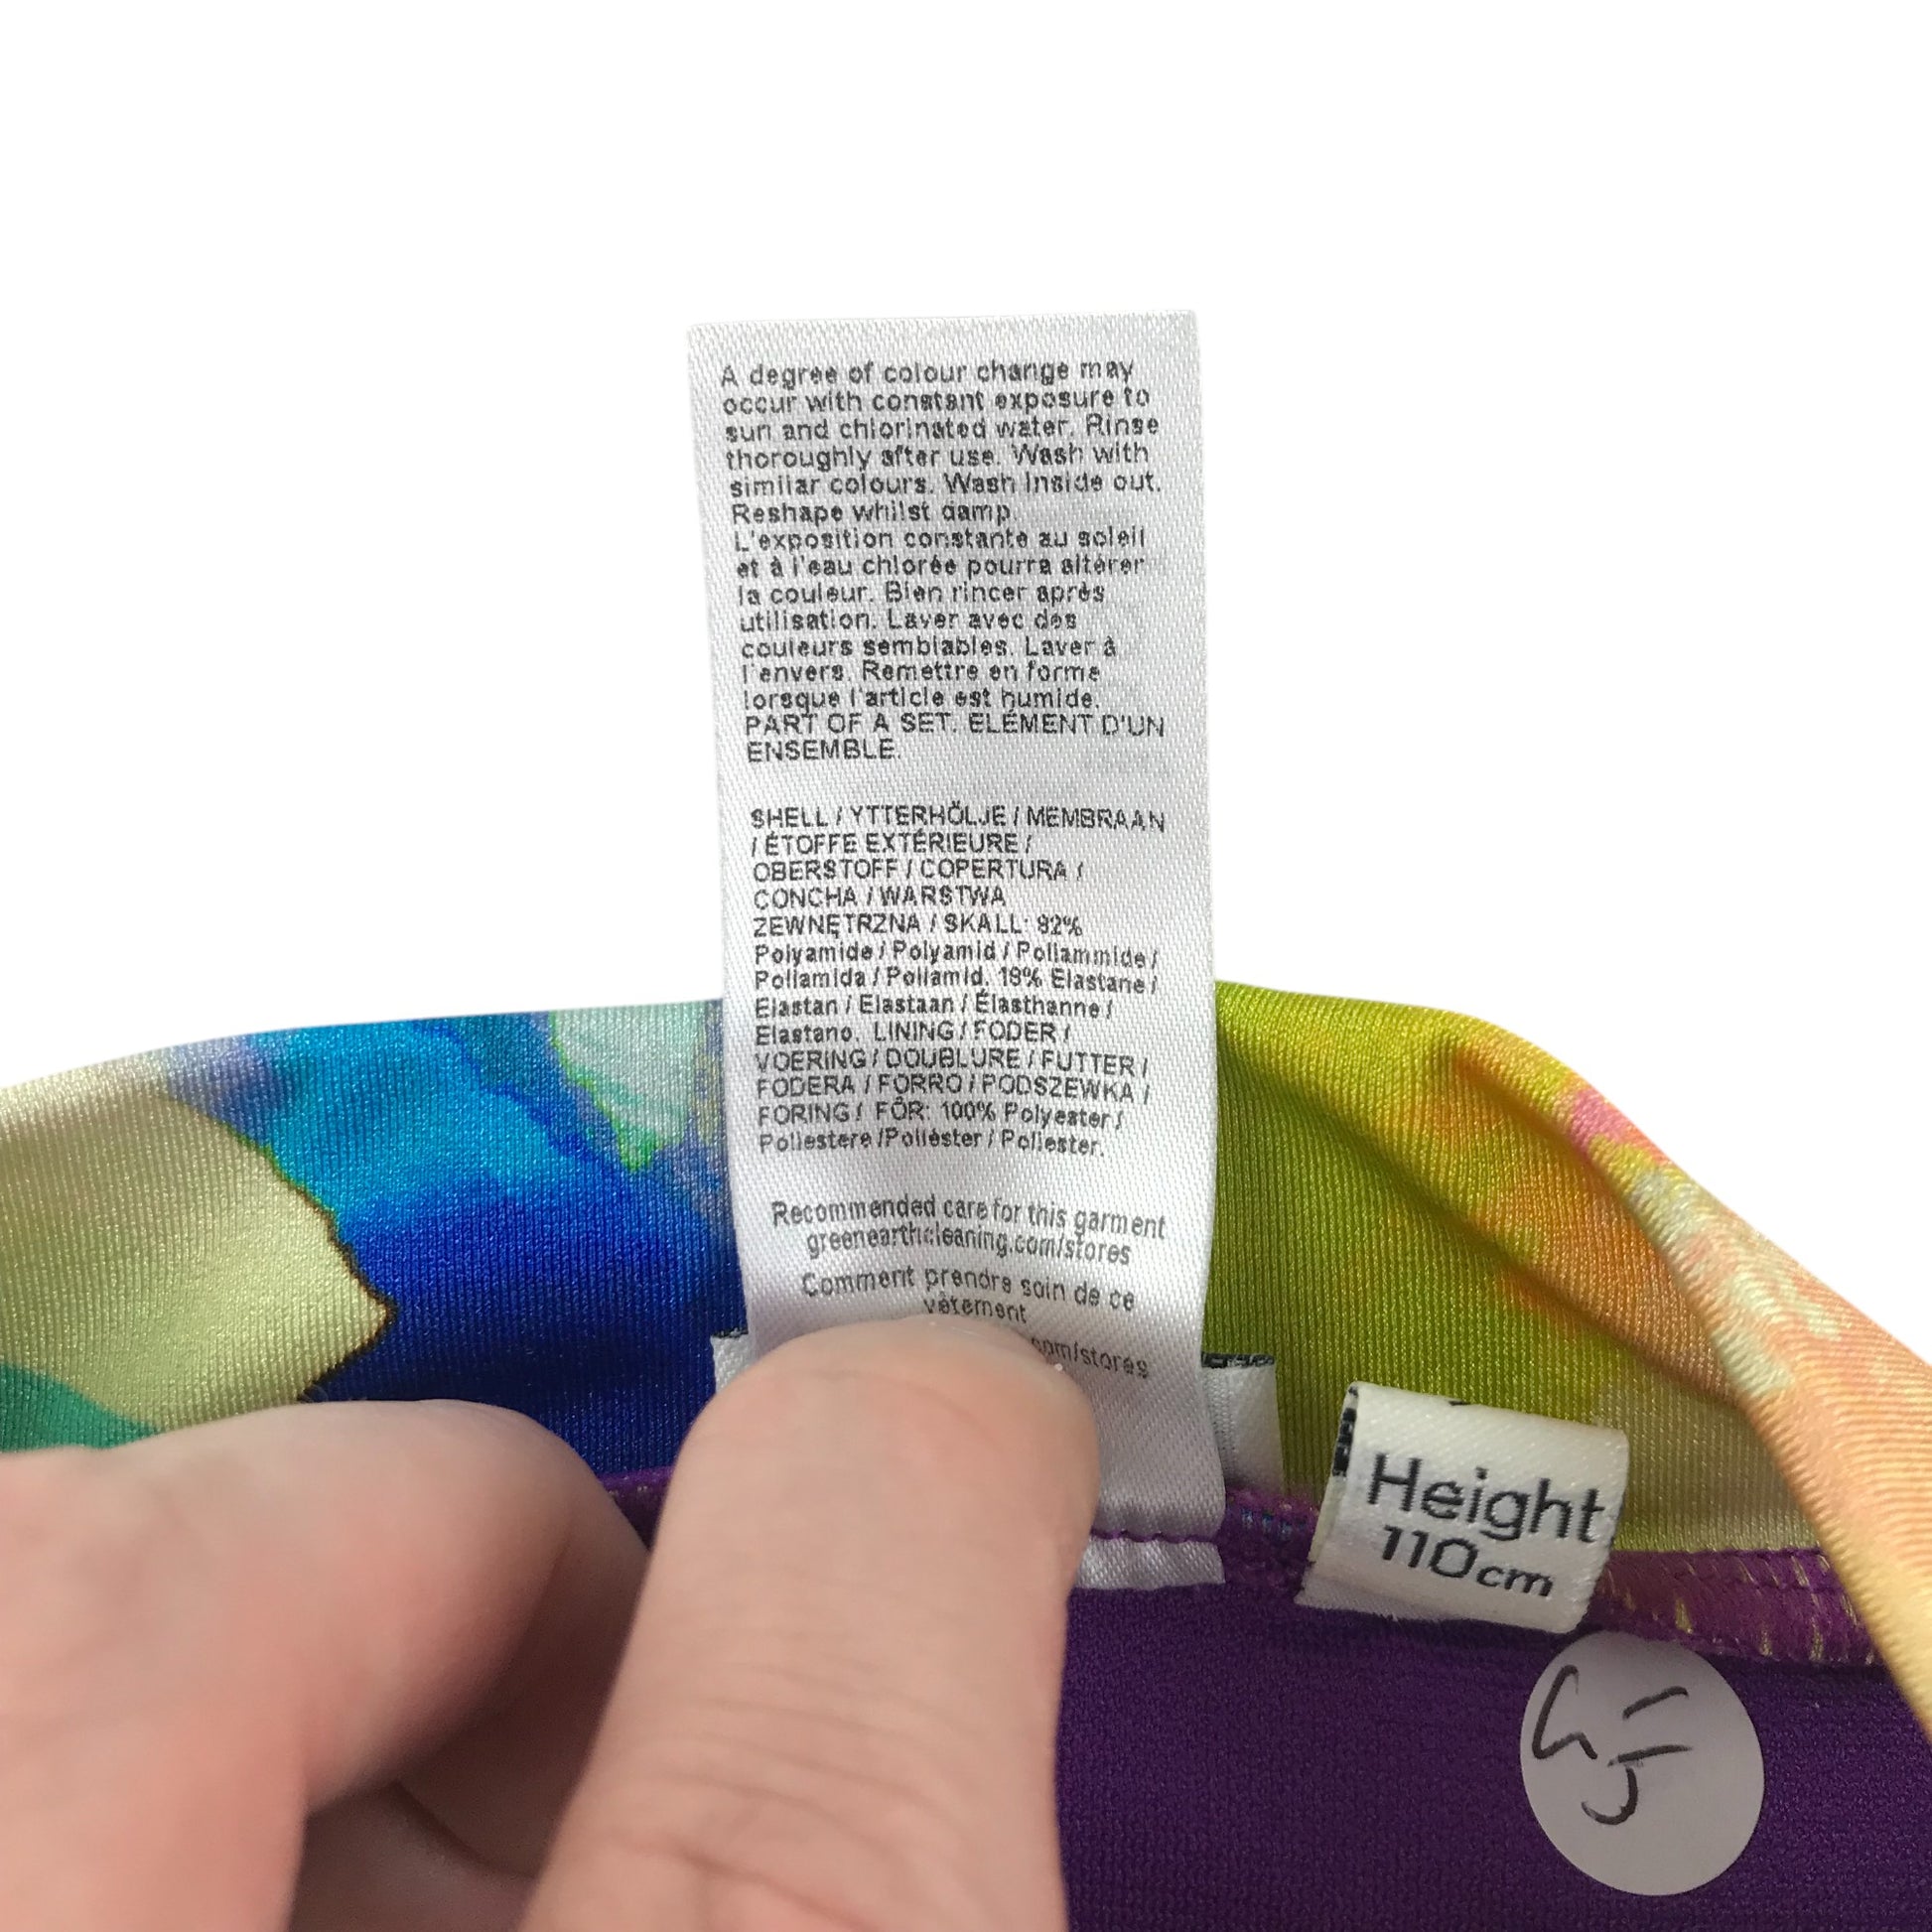 A degree of colour change may
occur with constant exposure to
sun and chlorinated water. Rinse
thoroughly after use. Wash with
similar colours. Wash Inside out.
Reshape whilst damp.
L'exposition constante au soleil
et à l'eau chlorée pourra altérer
la couleur. Bien rincer après
utilisation. Laver avec des
couleurs semblables. Laver à
l'envers. Remettre en forme
lorsque l'article est humide.
PART OF A SET. ELÉMENT D'UN
ENSEMBLE.
SHELL / YTTERHÖLJE / MEMBRAAN
/ ÉTOFFE EXTÉRIEURE /
OBERSTOFF / COPERTURA /
CONCHA / WARSTWA
ZEWNĘTRZNA / SKALL: 82%
Polyamide / Polyamid / Poliammide /
Poliamida / Poliamid. 18% Elastane /
Elastan / Elastaan / Élasthanne /
Elastano. LINING / FODER /
VOERING / DOUBLURE / FUTTER /
FODERA / FORRO / PODSZEWKA /
FORING / FÔR: 100% Polyester /
Poliestere /Poliéster / Poliester.
Recommended care for this garment
greenearthcleaning.com/stores
Comment prendre soin de ce
vêtement
com/stores
Height
110cm